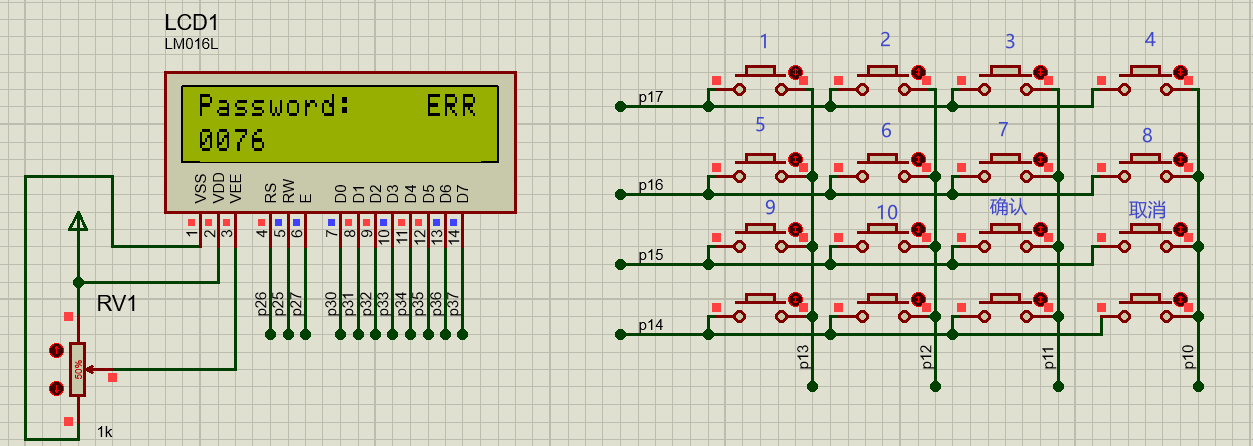 LCD1
LM016L
Password: ERR
0076
VSS VDD VEE RS RW E D0 D1 D2 D3 D4 D5 D6 D7
1 2 3 4 5 6 7 8 9 10 11 12 13 14
p26 p25 p27 p30 p31 p32 p33 p34 p35 p36 p37
RV1
50%
1k
1 2 3 4
p17
5 6 7 8
p16
9 10 确认 取消
p15
p14
p13 p12 p11 p10